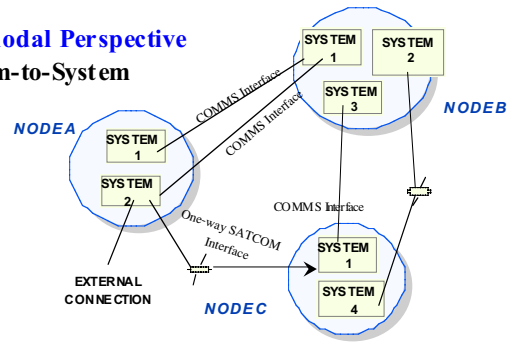 nodal Perspective
m-to-System
NODEA
SYSTEM
1
SYSTEM
2
EXTERNAL
CONNECTION
COMMS Interface
COMMS Interface
SYSTEM
1
SYSTEM
2
SYSTEM
3
NODEB
COMMS Interface
One-way SATCOM
Interface
SYSTEM
1
SYSTEM
4
NODEC